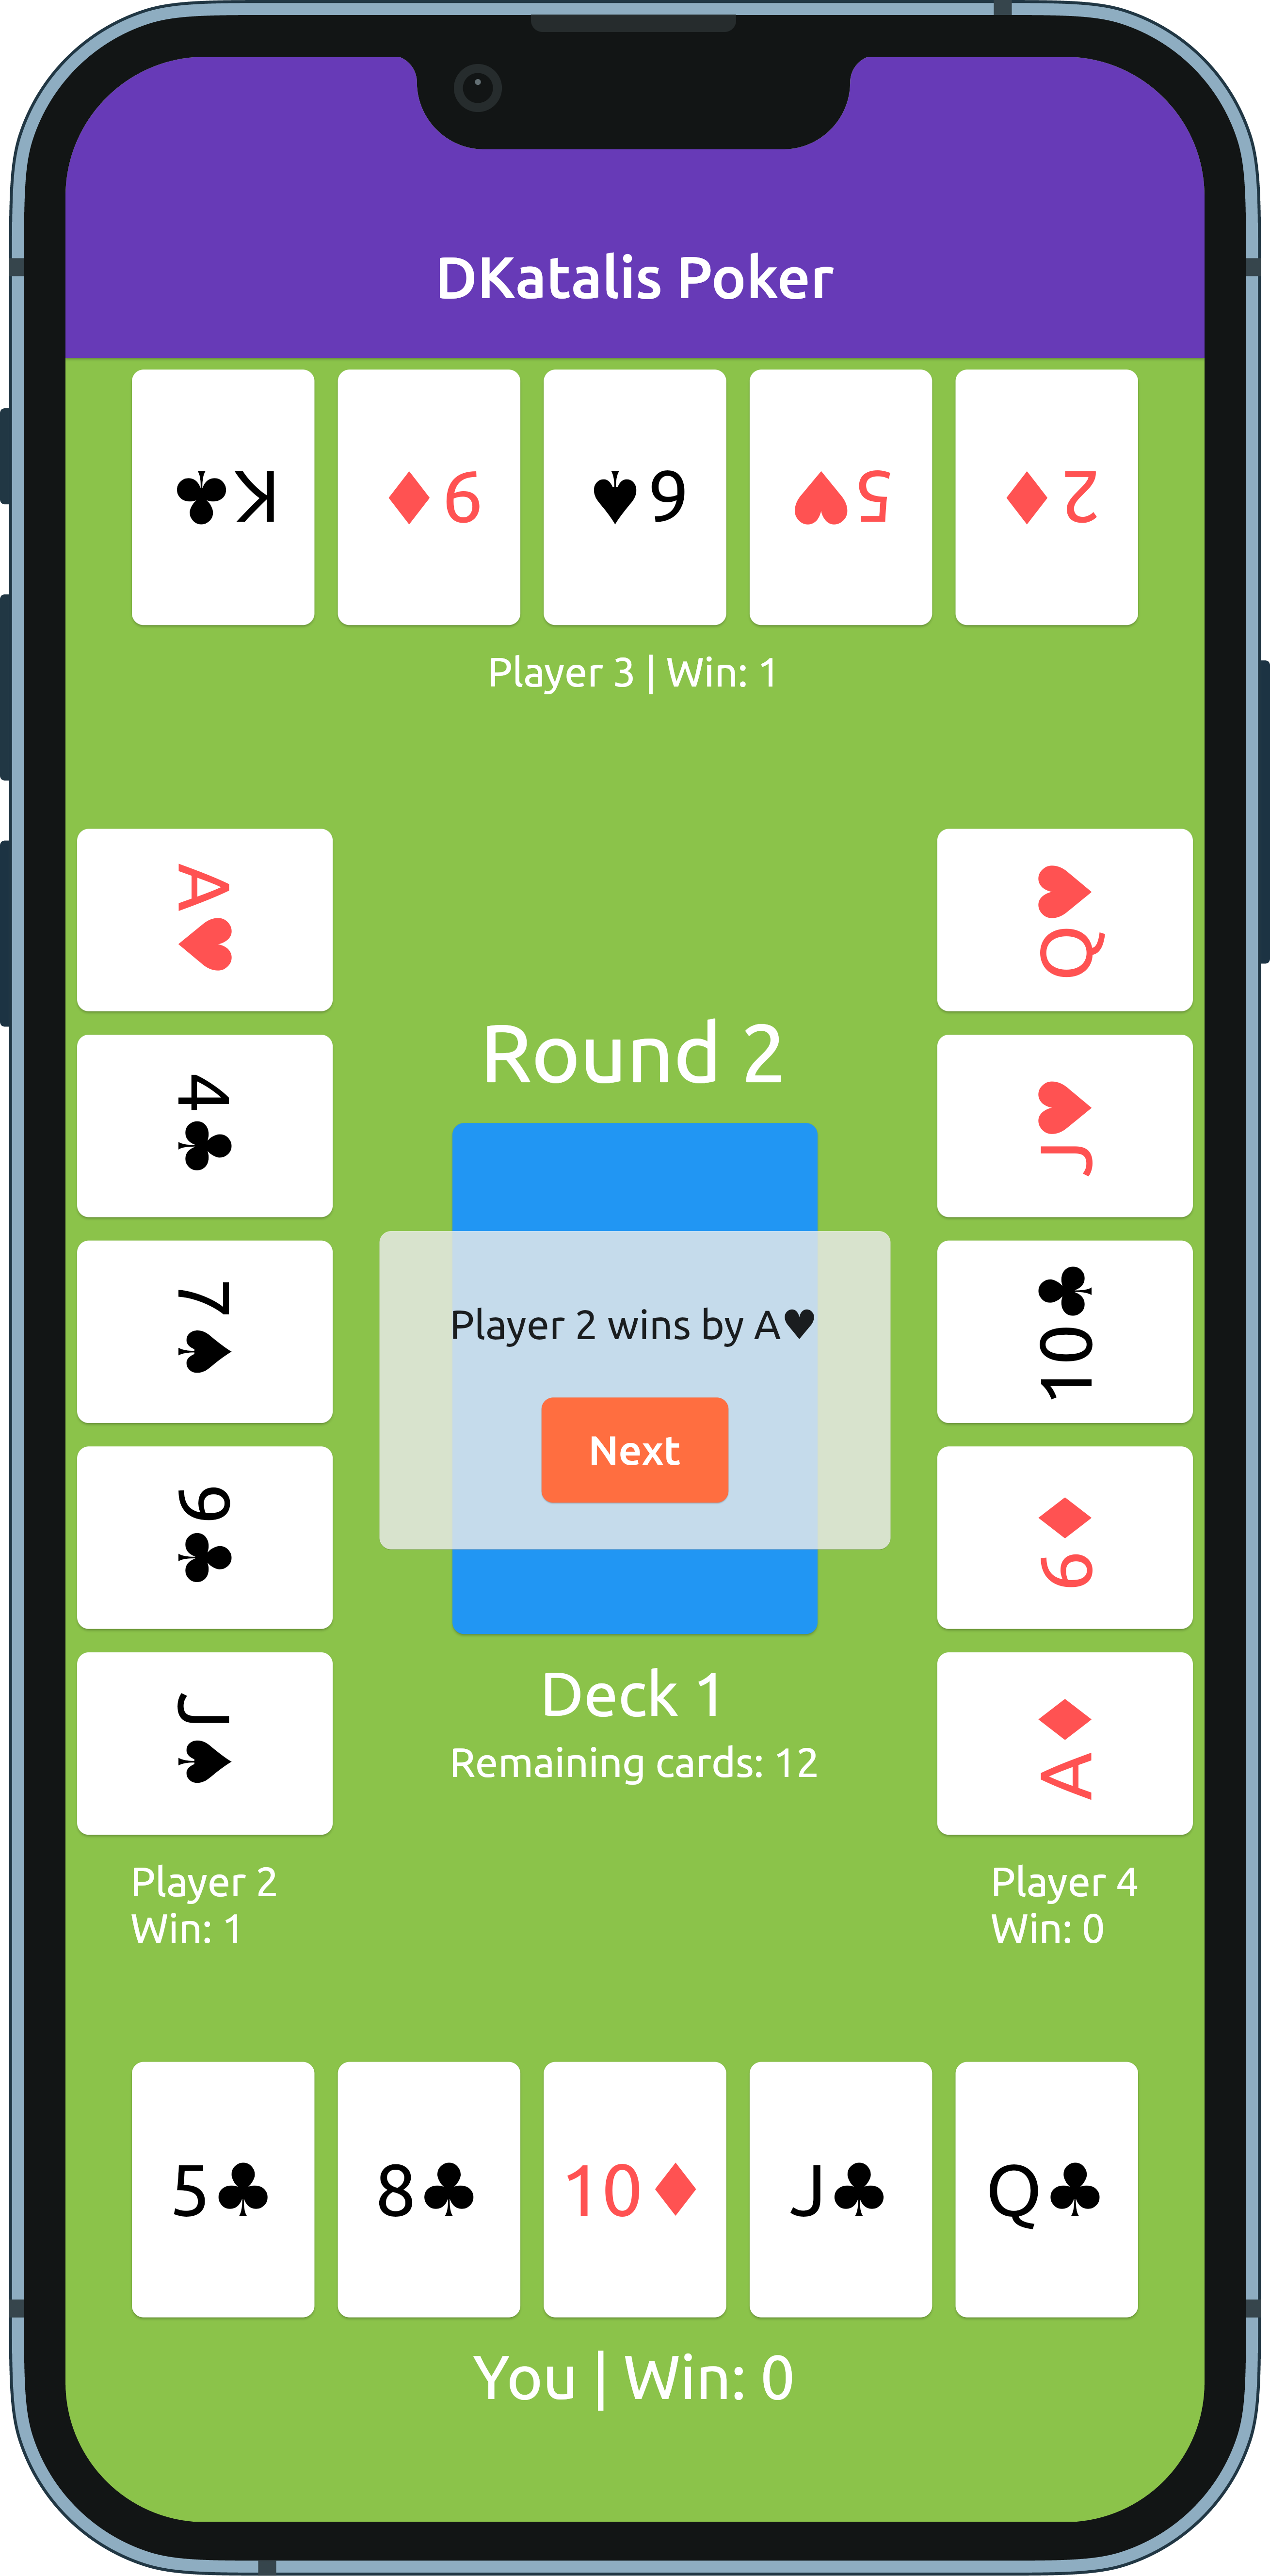 DKatalis Poker
K♣ 9♦ 6♠ 5♥ 2♦
Player 3 | Win: 1
A♥
4♣
7♠
9♣
J♠
Player 2
Win: 1
Round 2
Player 2 wins by A♥
Next
Deck 1
Remaining cards: 12
Q♥
J♥
10♣
6♦
A♦
Player 4
Win: 0
5♣ 8♣ 10♦ J♣ Q♣
You | Win: 0